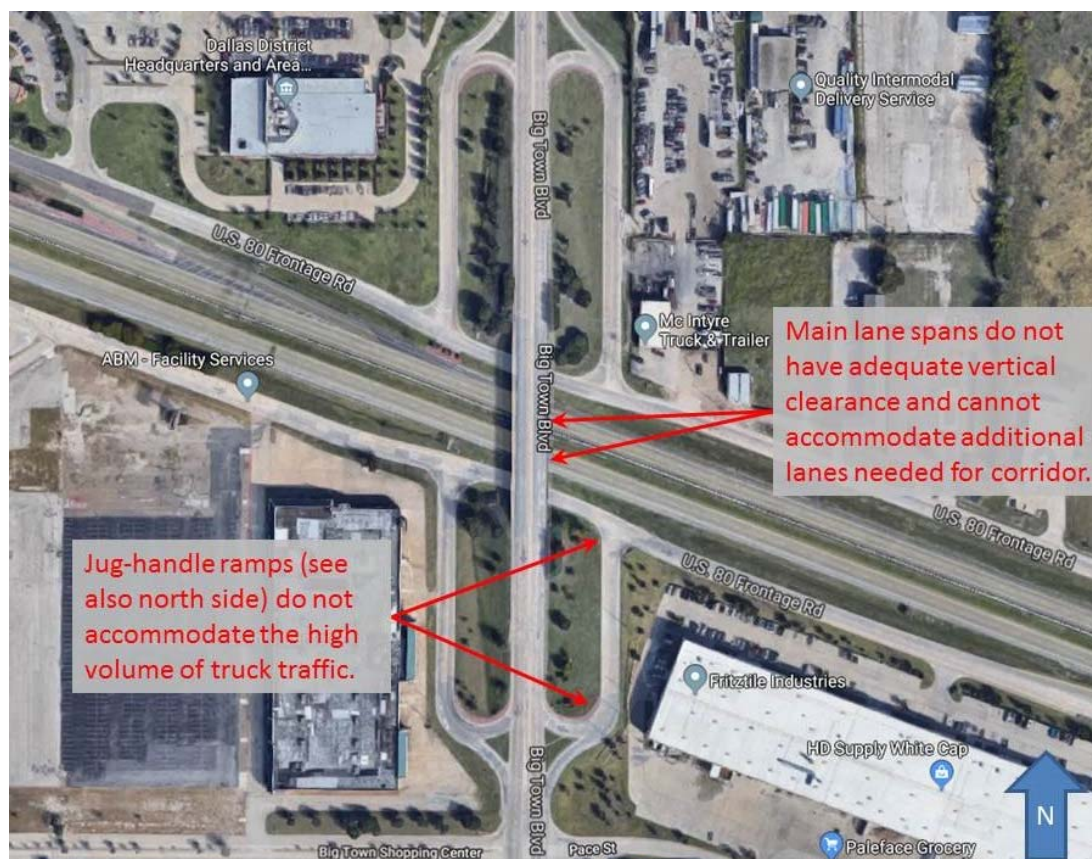 Dallas District
Headquarters and Area...
Quality Intermodal
Delivery Service
Big Town Blvd
U.S. 80 Frontage Rd
Mc Intyre
Truck & Trailer
ABM - Facility Services
Big Town Blvd
Main lane spans do not
have adequate vertical
clearance and cannot
accommodate additional
lanes needed for corridor.
U.S. 80 Frontage Rd
Jug-handle ramps (see
also north side) do not
accommodate the high
volume of truck traffic.
U.S. 80 Frontage Rd
Fritztile Industries
HD Supply White Cap
Big Town Blvd
N
Big Town Shopping Center
Pace St
Paleface Grocery